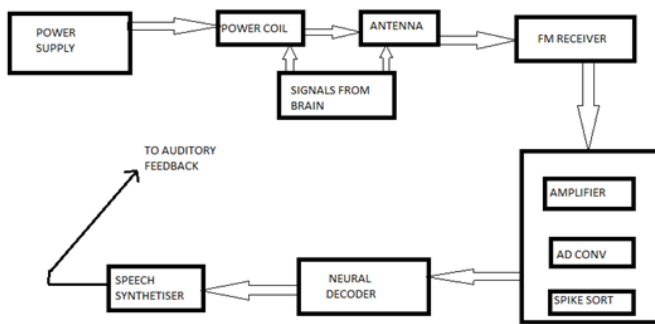 POWER
SUPPLY
POWER COIL
ANTENNA
FM RECEIVER
SIGNALS FROM
BRAIN
TO AUDITORY
FEEDBACK
AMPLIFIER
AD CONV
SPIKE SORT
NEURAL
DECODER
SPEECH
SYNTHETISER